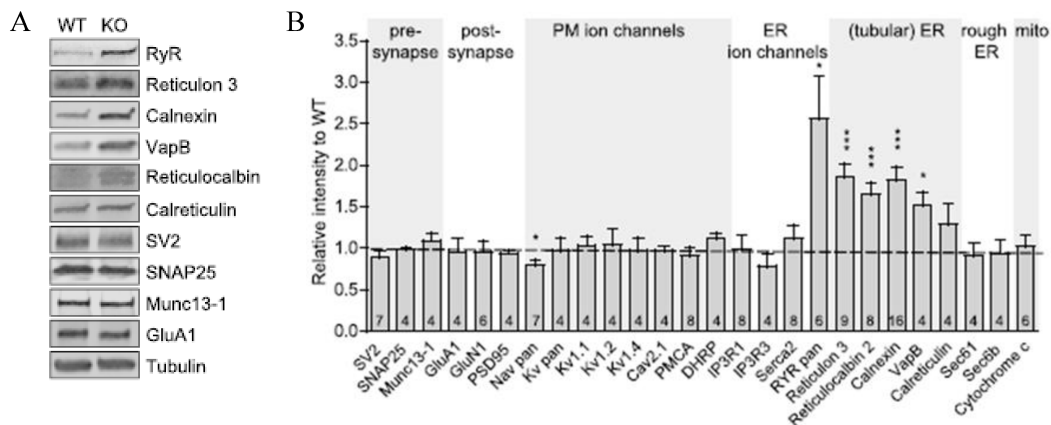 A
WT KO
RyR
Reticulon 3
Calnexin
VapB
Reticulocalbin
Calreticulin
SV2
SNAP25
Munc13-1
GluA1
Tubulin
B
pre-
synapse
post-
synapse
PM ion channels
ER
ion channels
(tubular) ER
rough
ER
mito
Relative intensity to WT
3.5
3.0
2.5
2.0
1.5
1.0
0.5
0.0
*
*
***
***
***
*
7 4 4 4 6 4 7 4 4 4 4 4 8 4 8 4 8 6 9 8 16 4 4 4 4 6
SV2
SNAP25
Munc13-1
GluA1
GluN1
PSD95
Nav pan
Kv pan
Kv1.1
Kv1.2
Kv1.4
Cav2.1
PMCA
DHRP
IP3R1
IP3R3
Serca2
RYR pan
Reticulon 3
Reticulocalbin 2
Calnexin
VapB
Calreticulin
Sec61
Sec6b
Cytochrome c